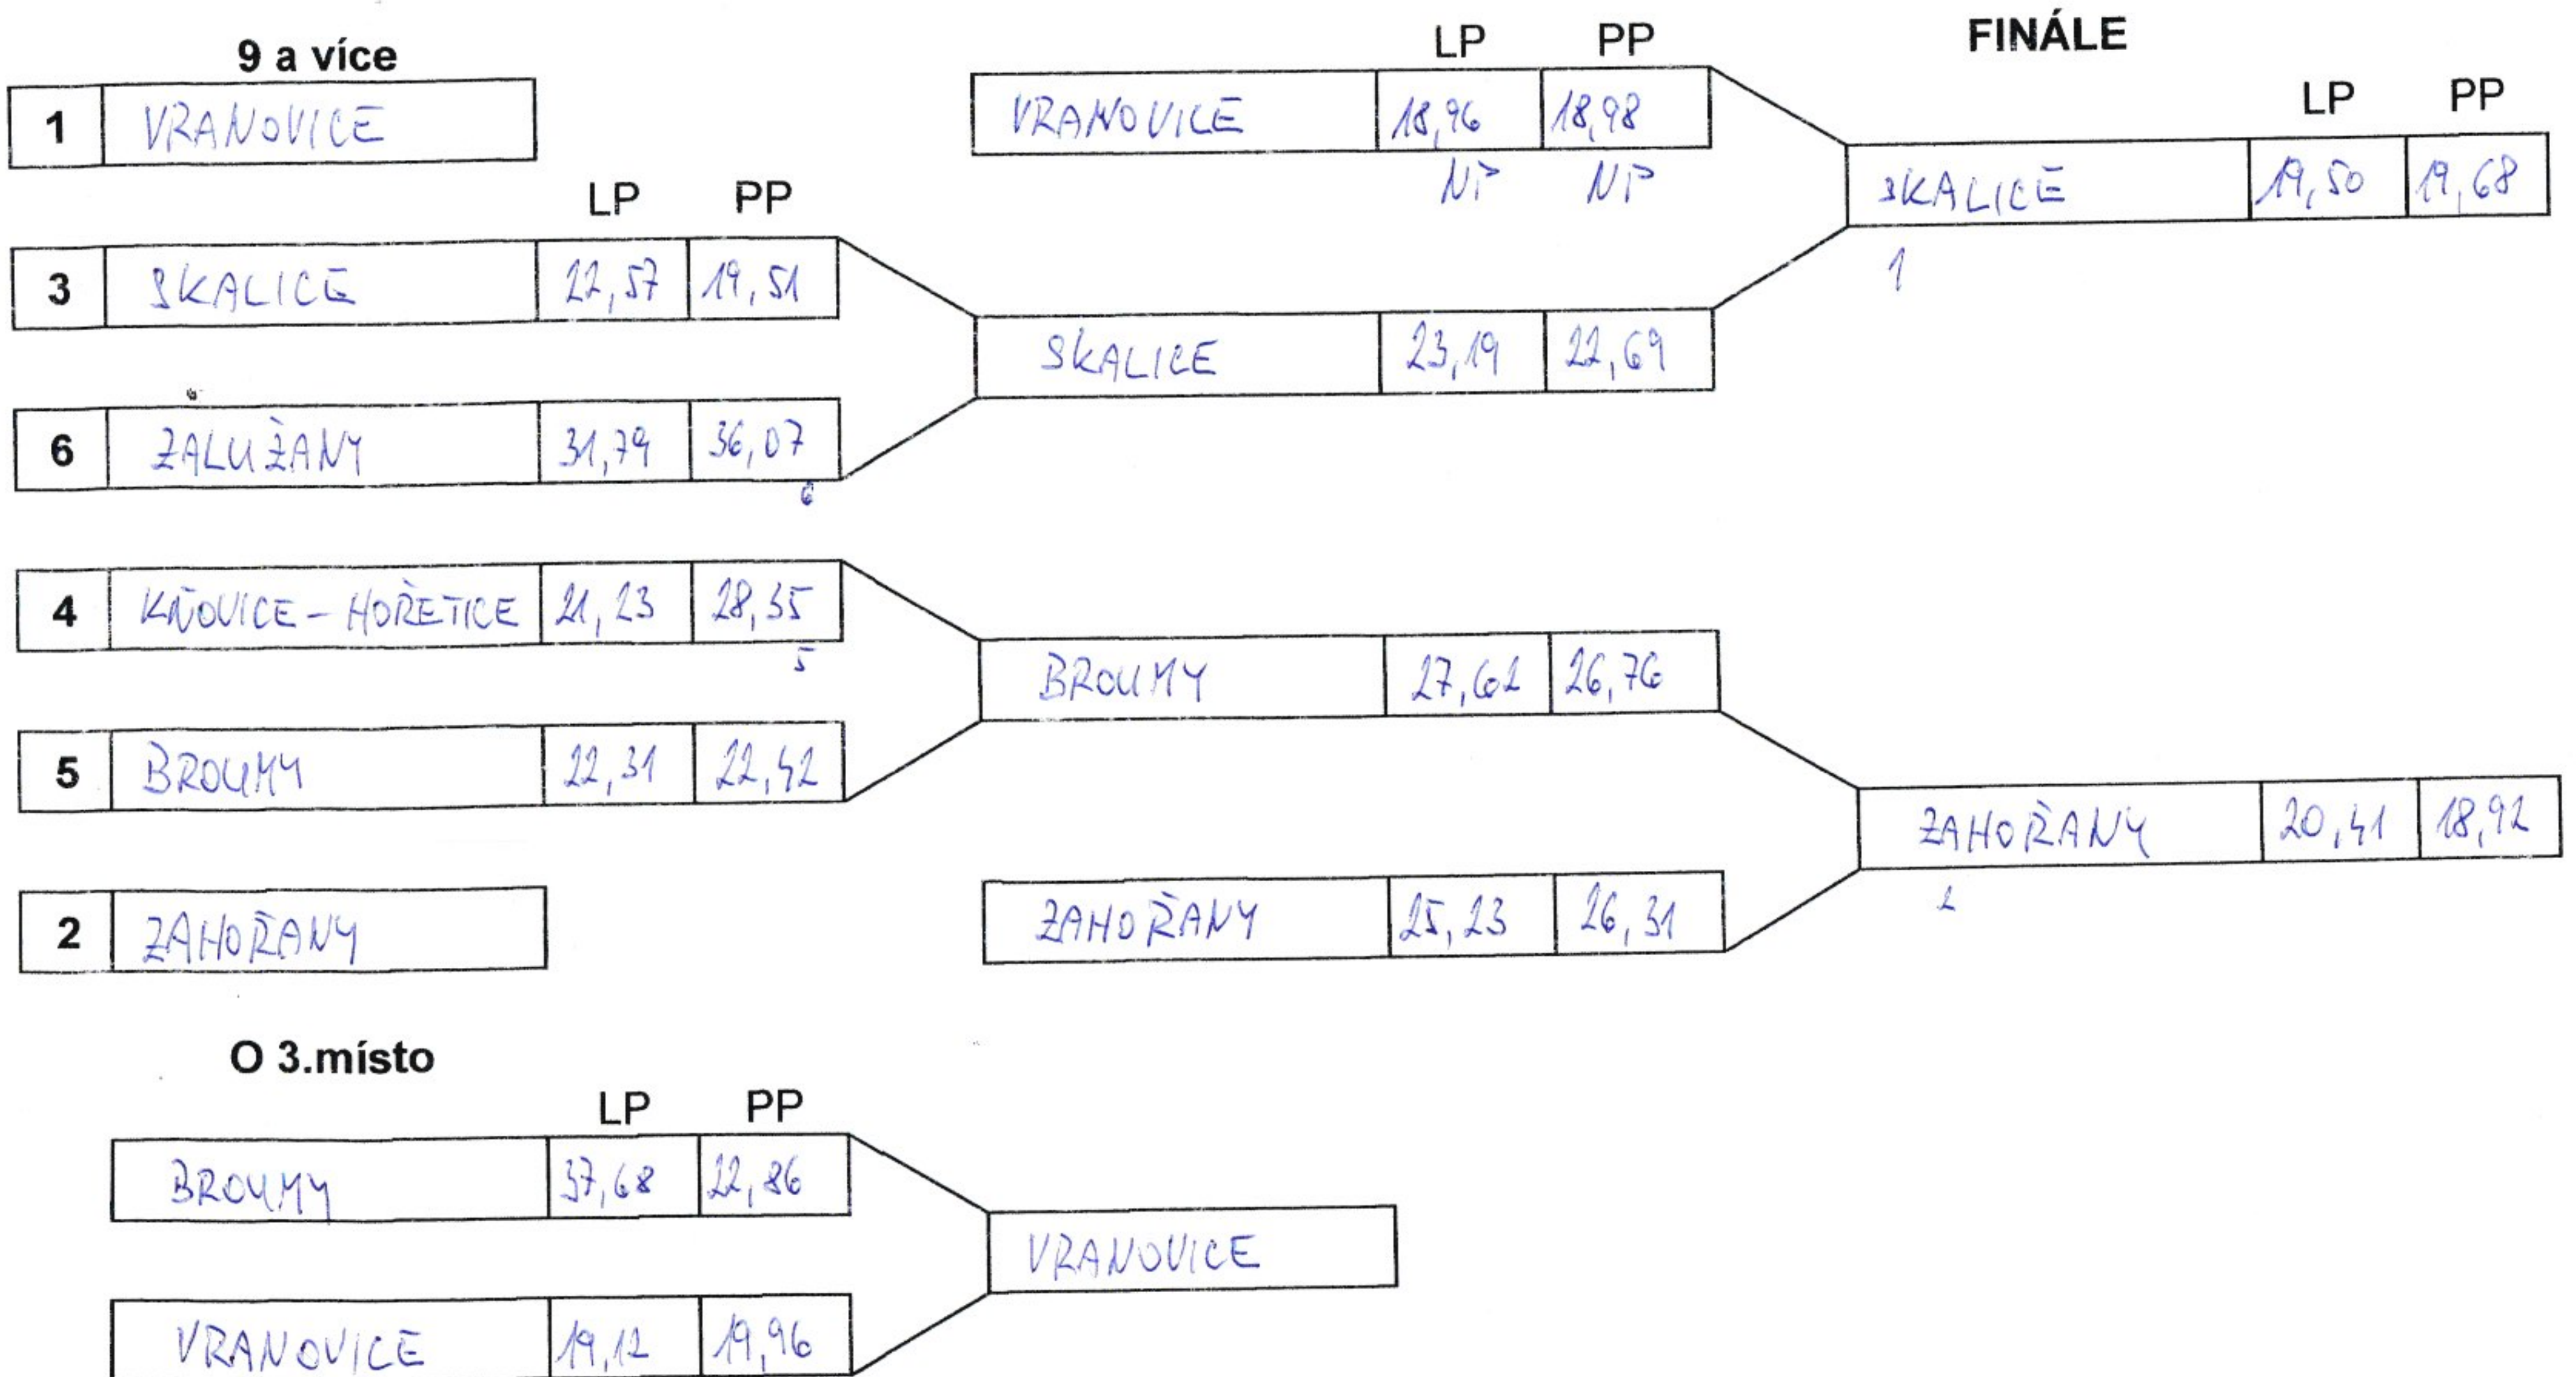 9 a více
LP PP
FINÁLE
LP PP
1 VRANOVICE
VRANOVICE 18,96 18,98
NP NP
SKALICE 19,50 19,68
1
LP PP
3 SKALICE 22,57 19,51
SKALICE 23,19 22,69
6 ZALUŽANY 31,79 36,07
6
4 KŇOVICE - HOŘETICE 21,23 28,35
5
BROUMY 27,62 26,76
5 BROUMY 22,31 22,42
ZAHOŘANY 20,41 18,92
2
2 ZAHOŘANY
ZAHOŘANY 25,23 26,31
O 3.místo
LP PP
BROUMY 37,68 22,86
VRANOVICE
VRANOVICE 19,12 19,96